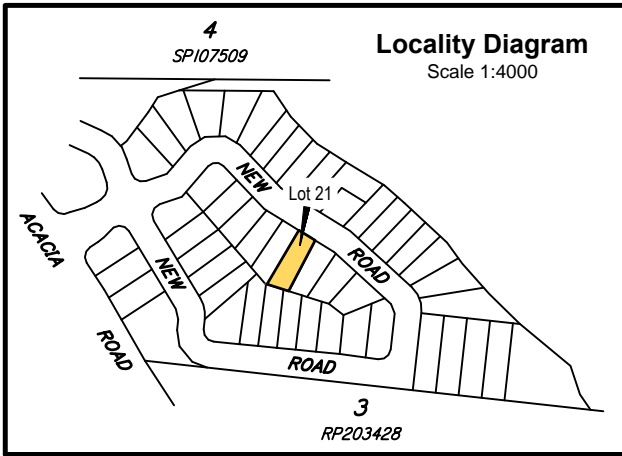 4
SP107509
Locality Diagram
Scale 1:4000
NEW
Lot 21
ACACIA
NEW
ROAD
ROAD
ROAD
3
RP203428